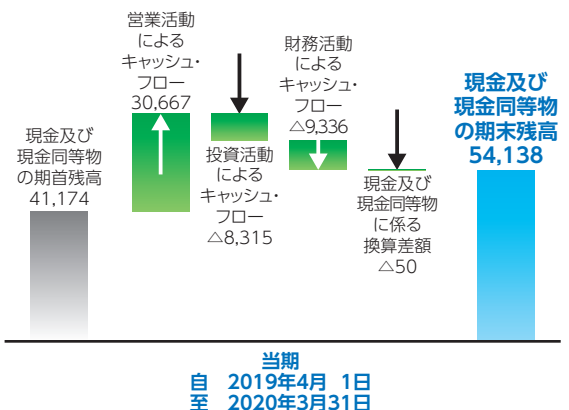 現金及び
現金同等物
の期首残高
41,174
営業活動
による
キャッシュ・
フロー
30,667
投資活動
による
キャッシュ・
フロー
△8,315
財務活動
による
キャッシュ・
フロー
△9,336
現金及び
現金同等物
に係る
換算差額
△50
現金及び
現金同等物
の期末残高
54,138
当期
自 2019年4月 1日
至 2020年3月31日